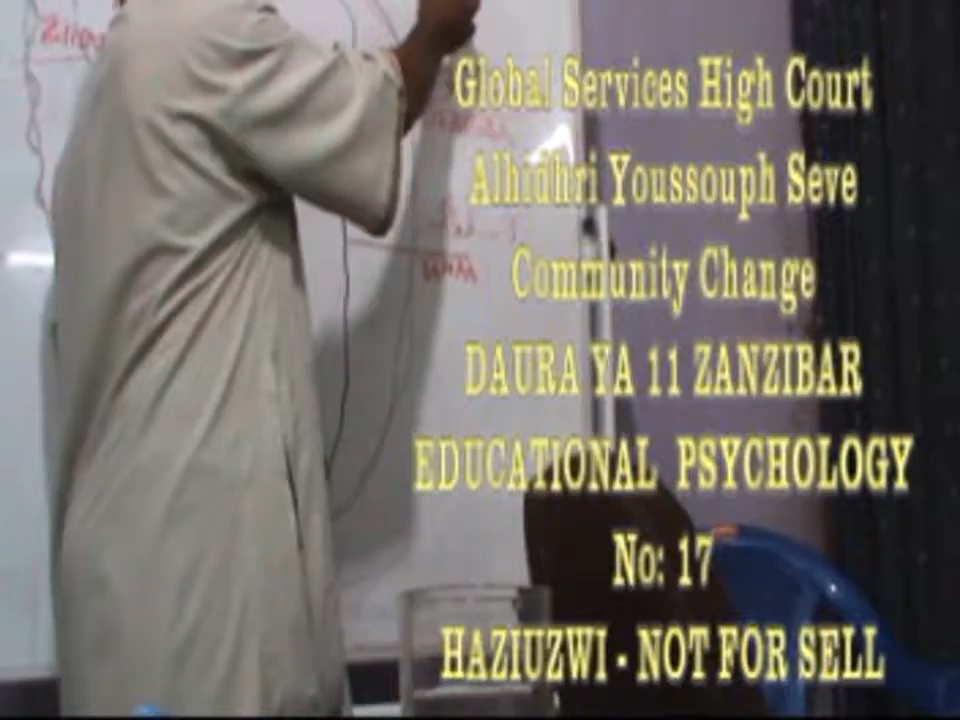 Global Services High Court
Alhidhri Youssouph Seve
Community Change
DAURA YA 11 ZANZIBAR
EDUCATIONAL PSYCHOLOGY
No: 17
HAZIUZWI - NOT FOR SELL